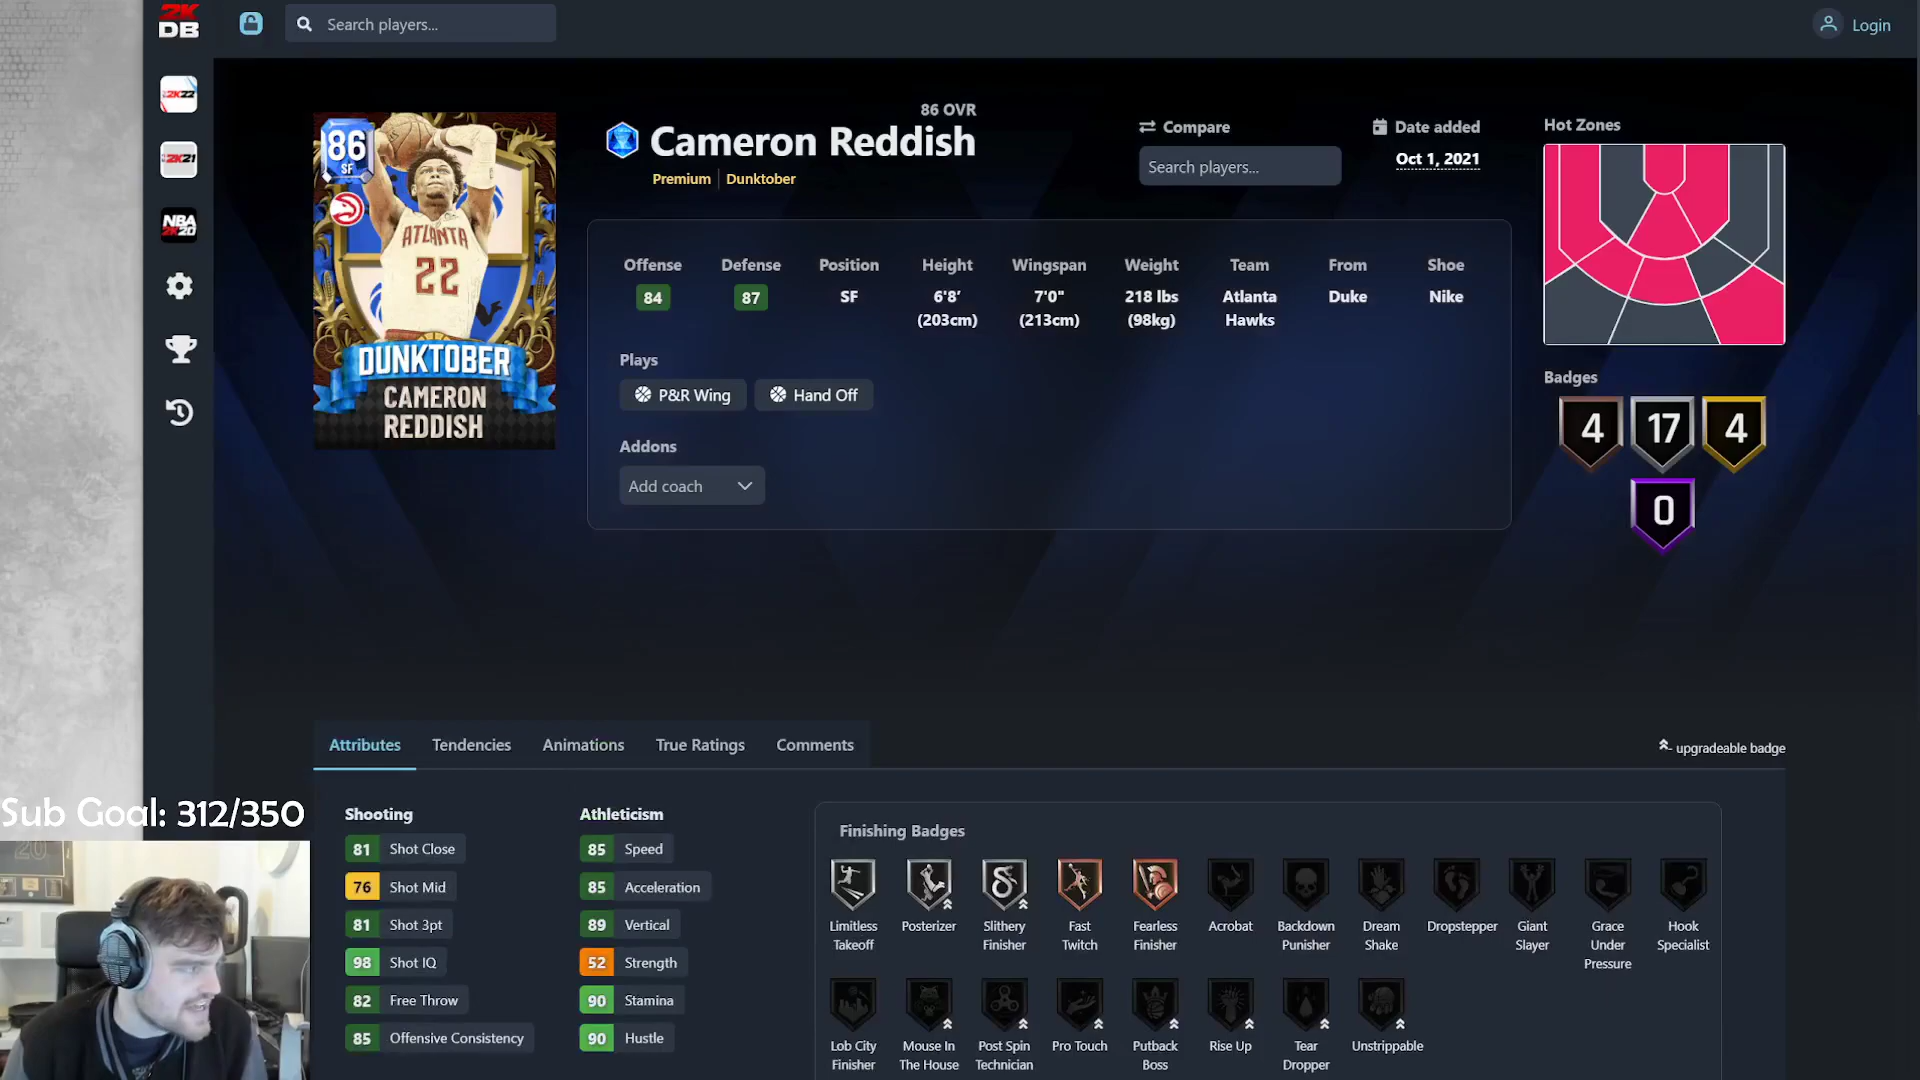 2K
DB
Search players...
Login
2K22
2K21
NBA
2K20
86
SF
ATLANTA
22
DUNKTOBER
CAMERON
REDDISH
86 OVR
Cameron Reddish
Premium
Dunktober
Compare
Search players...
Date added
Oct 1, 2021
Hot Zones
Offense
Defense
Position
Height
Wingspan
Weight
Team
From
Shoe
84
87
SF
6'8' (203cm)
7'0" (213cm)
218 lbs (98kg)
Atlanta Hawks
Duke
Nike
Plays
P&R Wing
Hand Off
Addons
Add coach
Badges
4
17
4
0
Attributes
Tendencies
Animations
True Ratings
Comments
- upgradeable badge
Sub Goal: 312/350
Shooting
81 Shot Close
76 Shot Mid
81 Shot 3pt
98 Shot IQ
82 Free Throw
85 Offensive Consistency
Athleticism
85 Speed
85 Acceleration
89 Vertical
52 Strength
90 Stamina
90 Hustle
Finishing Badges
Limitless Takeoff
Posterizer
Slithery Finisher
Fast Twitch
Fearless Finisher
Acrobat
Backdown Punisher
Dream Shake
Dropstepper
Giant Slayer
Grace Under Pressure
Hook Specialist
Lob City Finisher
Mouse In The House
Post Spin Technician
Pro Touch
Putback Boss
Rise Up
Tear Dropper
Unstrippable